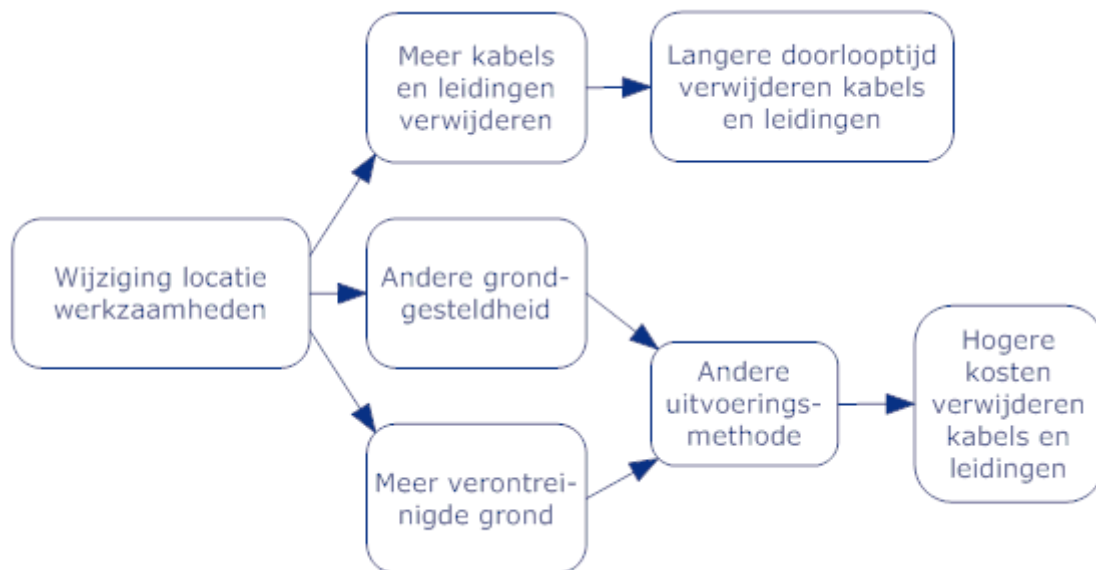 Meer kabels
en leidingen
verwijderen
Langere doorlooptijd
verwijderen kabels
en leidingen
Wijziging locatie
werkzaamheden
Andere grond-
gesteldheid
Meer verontrei-
nigde grond
Andere
uitvoerings-
methode
Hogere
kosten
verwijderen
kabels en
leidingen